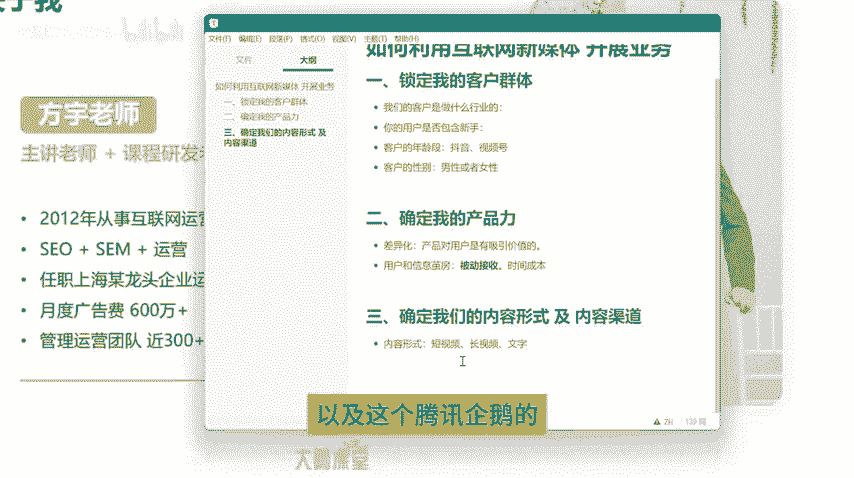 关于我
bilibili
方宇老师
主讲老师 + 课程研发
2012年从事互联网运营
SEO + SEM + 运营
任职上海某龙头企业运
月度广告费 600万+
管理运营团队 近300+
文件(F) 编辑(E) 段落(P) 格式(O) 视图(V) 主题(T) 帮助(H)
文件 大纲
如何利用互联网新媒体 开展业务
一、锁定我的客户群体
二、确定我的产品力
三、确定我们的内容形式 及
内容渠道
如何利用互联网新媒体 开展业务
一、锁定我的客户群体
我们的客户是做什么行业的：
你的用户是否包含新手：
客户的年龄段：抖音、视频号
客户的性别：男性或者女性
二、确定我的产品力
差异化：产品对用户是有吸引价值的。
用户和信息茧房：被动接收。时间成本
三、确定我们的内容形式 及 内容渠道
内容形式：短视频、长视频、文字
ZH 139 词
以及这个腾讯企鹅的
大鹏课堂